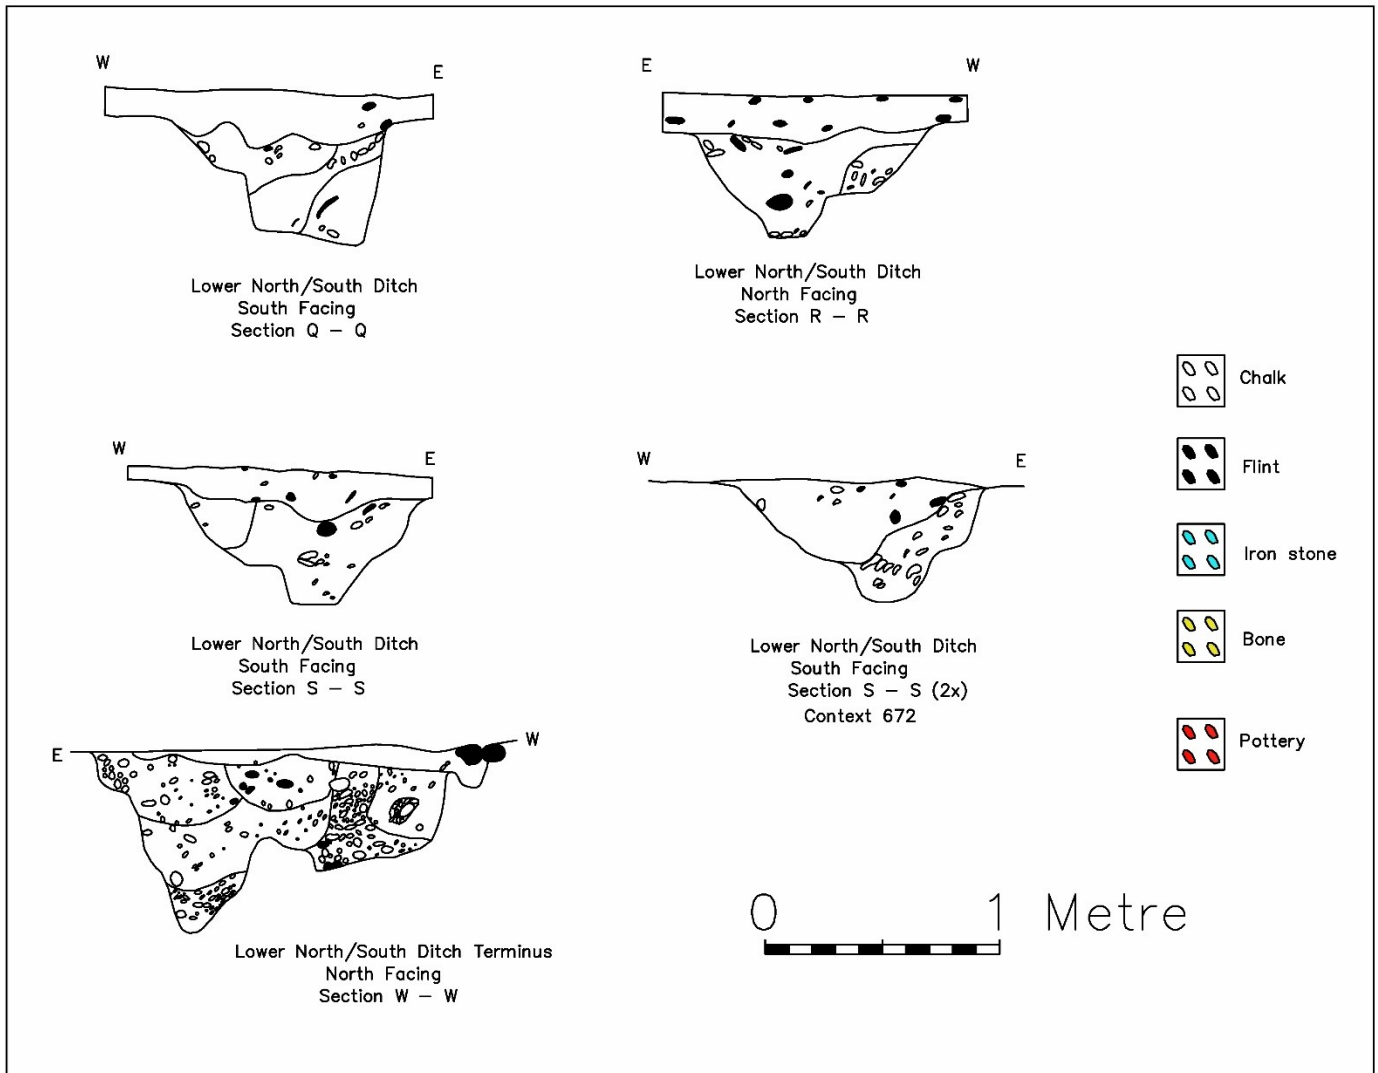 W
E
Lower North/South Ditch
South Facing
Section Q – Q
E
W
Lower North/South Ditch
North Facing
Section R – R
W
E
Lower North/South Ditch
South Facing
Section S – S
W
E
Lower North/South Ditch
South Facing
Section S – S (2x)
Context 672
E
W
Lower North/South Ditch Terminus
North Facing
Section W – W
Chalk
Flint
Iron stone
Bone
Pottery
0 1 Metre